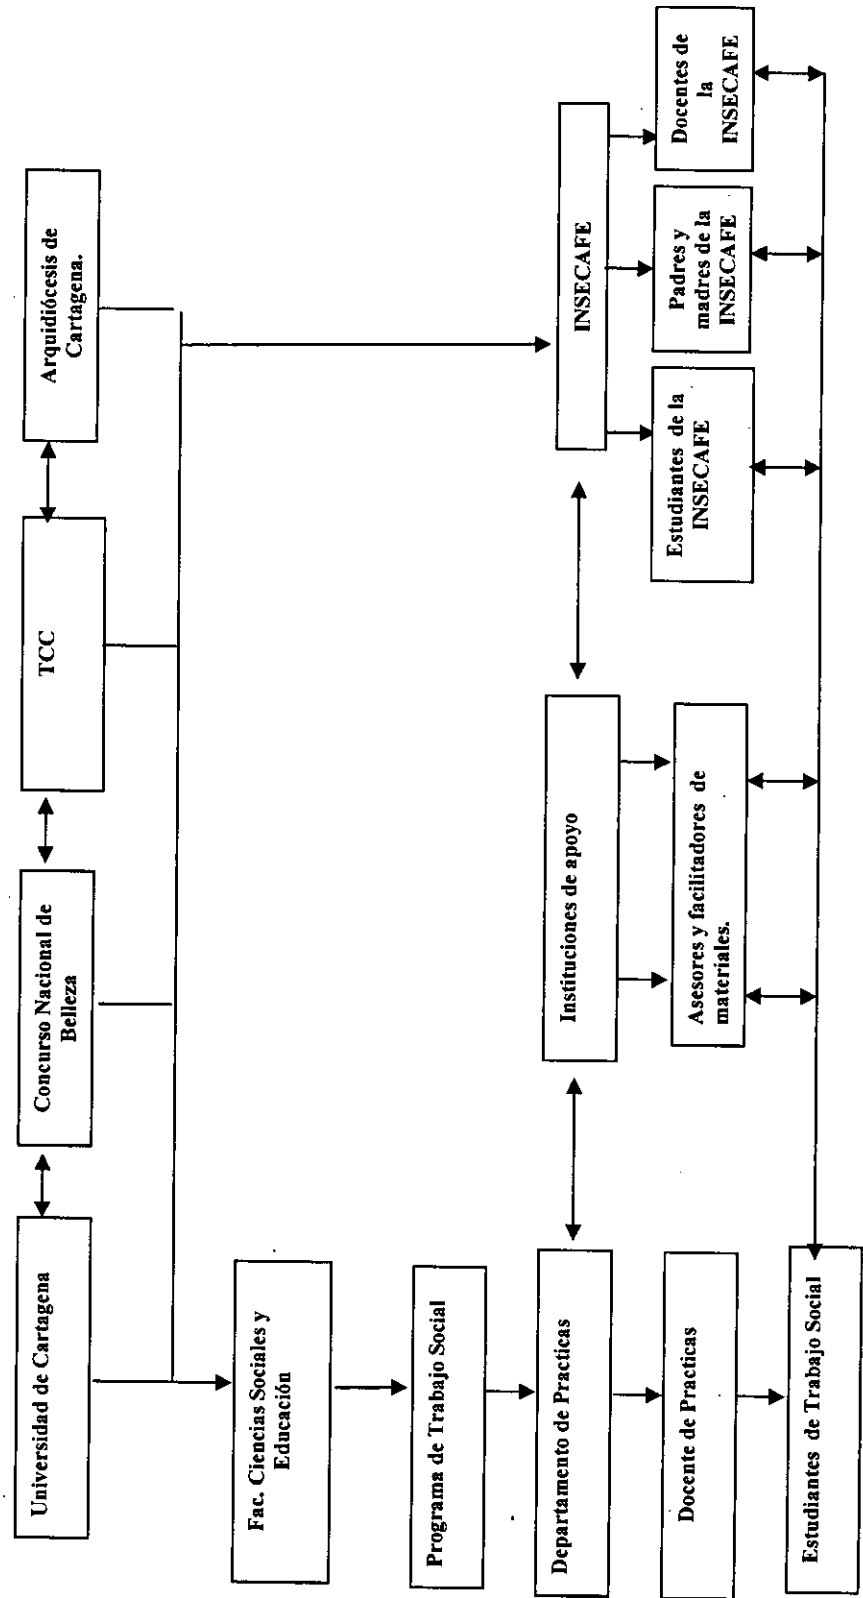 Universidad de Cartagena
Concurso Nacional de
Belleza
TCC
Arquidiócesis de
Cartagena.
Fac. Ciencias Sociales y
Educación
Programa de Trabajo Social
Departamento de Practicas
Instituciones de apoyo
INSECAFE
Docente de Practicas
Asesores y facilitadores de
materiales.
Estudiantes de la
INSECAFE
Padres y
madres de la
INSECAFE
Docentes de
la
INSECAFE
Estudiantes de Trabajo Social